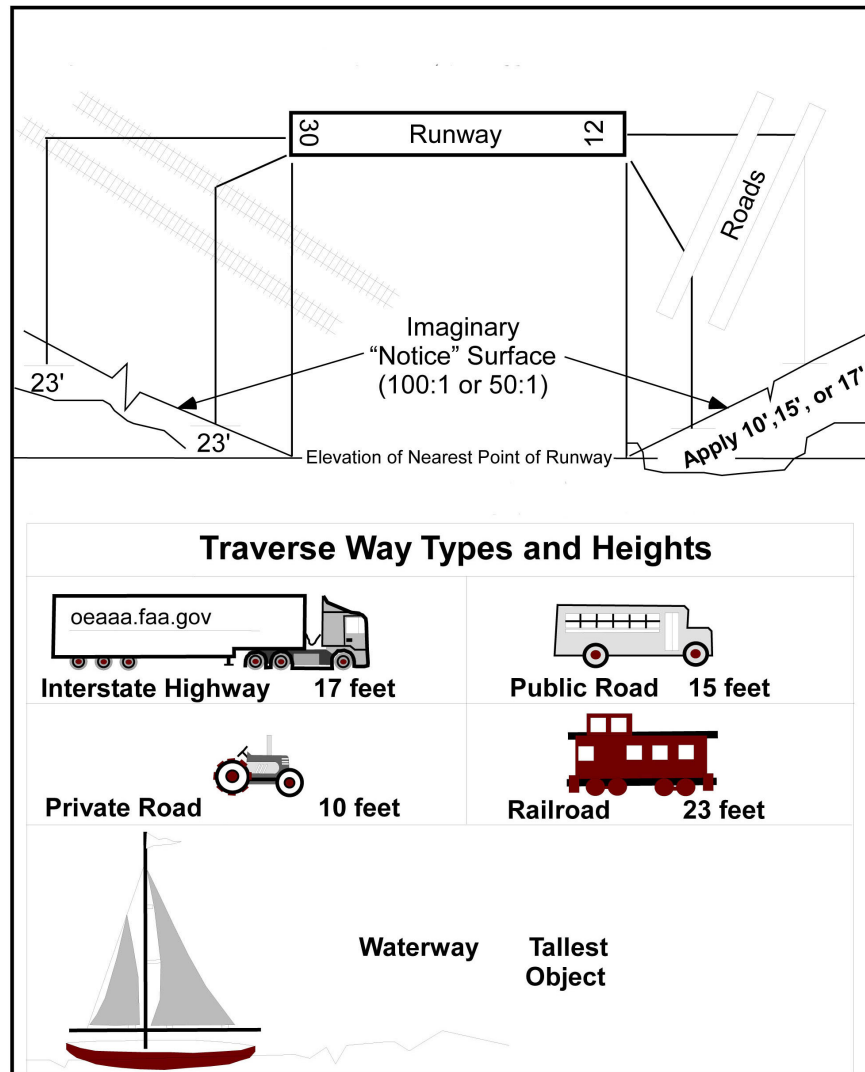 30
Runway
12
Roads
Imaginary
“Notice” Surface
(100:1 or 50:1)
23'
23'
Apply 10',15', or 17'
Elevation of Nearest Point of Runway
Traverse Way Types and Heights
oeaaa.faa.gov
Interstate Highway 17 feet
Public Road 15 feet
Private Road 10 feet
Railroad 23 feet
Waterway Tallest
Object